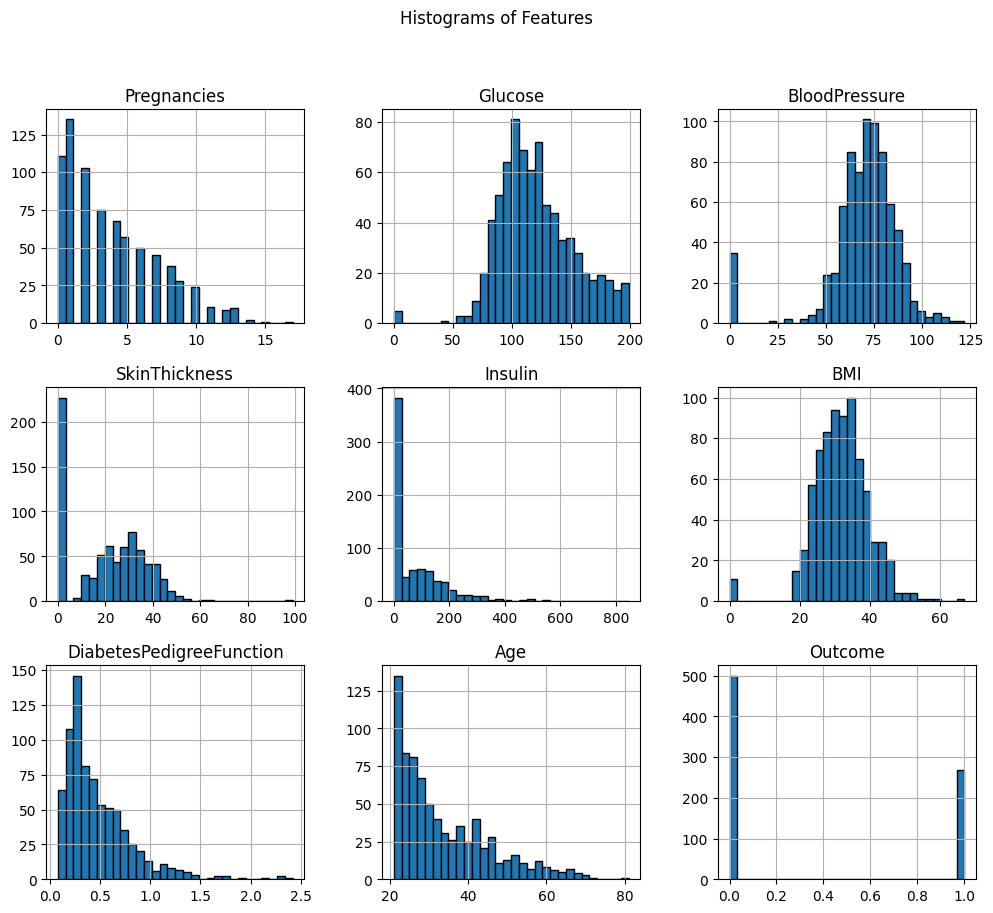 Histograms of Features
Pregnancies
125
100
75
50
25
0
0 5 10 15
Glucose
80
60
40
20
0
0 50 100 150 200
BloodPressure
100
80
60
40
20
0
0 25 50 75 100 125
SkinThickness
200
150
100
50
0
0 20 40 60 80 100
Insulin
400
300
200
100
0
0 200 400 600 800
BMI
100
80
60
40
20
0
0 20 40 60
DiabetesPedigreeFunction
150
125
100
75
50
25
0
0.0 0.5 1.0 1.5 2.0 2.5
Age
125
100
75
50
25
0
20 40 60 80
Outcome
500
400
300
200
100
0
0.0 0.2 0.4 0.6 0.8 1.0